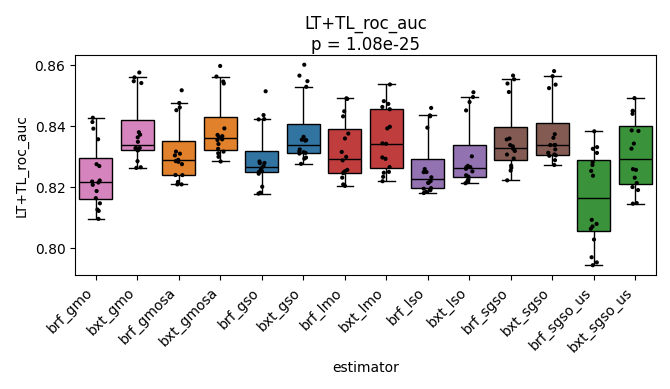 LT+TL_roc_auc
p = 1.08e-25
LT+TL_roc_auc
0.86
0.84
0.82
0.80
brf_gmo
bxt_gmo
brf_gmosa
bxt_gmosa
brf_gso
bxt_gso
brf_lmo
bxt_lmo
brf_lso
bxt_lso
brf_sgso
bxt_sgso
brf_sgso_us
bxt_sgso_us
estimator